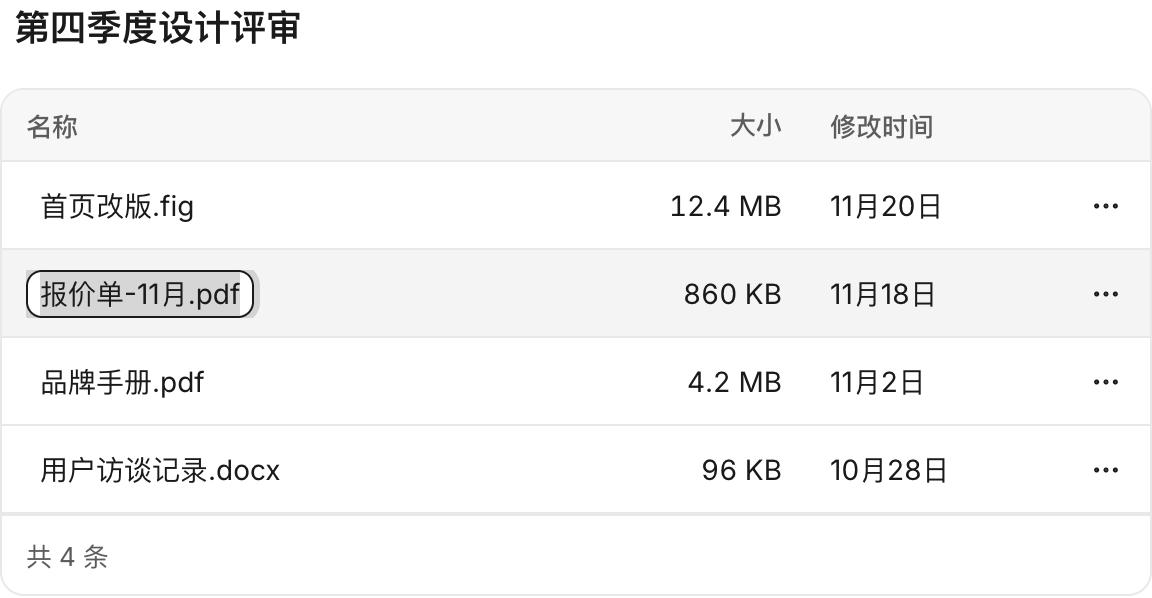 第四季度设计评审
名称 大小 修改时间
首页改版.fig 12.4 MB 11月20日
报价单-11月.pdf 860 KB 11月18日
品牌手册.pdf 4.2 MB 11月2日
用户访谈记录.docx 96 KB 10月28日
共 4 条